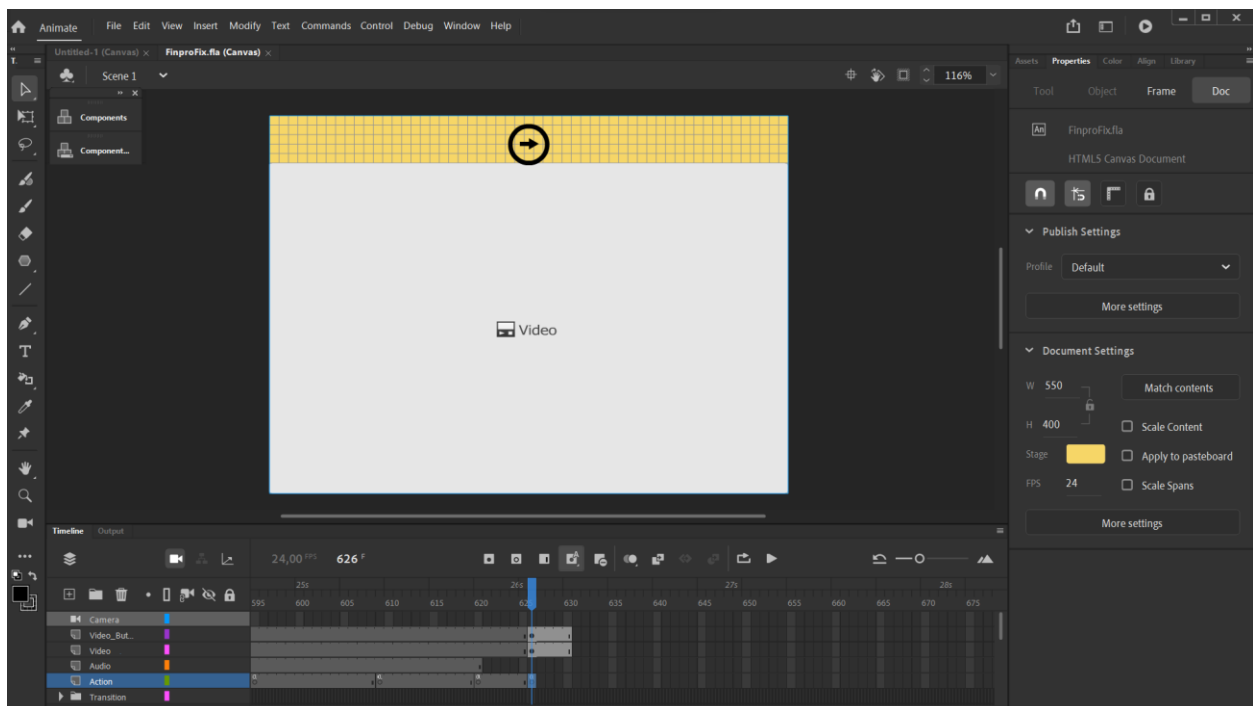 Animate File Edit View Insert Modify Text Commands Control Debug Window Help
Untitled-1 (Canvas) × FinproFix.fla (Canvas) ×
T.
Scene 1
116%
Components
Component...
Video
Assets Properties Color Align Library
Tool Object Frame Doc
An FinproFix.fla
HTML5 Canvas Document
Publish Settings
Profile Default
More settings
Document Settings
W 550
Match contents
H 400
Scale Content
Stage
Apply to pasteboard
FPS 24
Scale Spans
More settings
Timeline Output
24,00 FPS 626 F
25s 26s 27s 28s
595 600 605 610 615 620 630 635 640 645 650 655 660 665 670 675
Camera
Video_But...
Video
Audio
Action
Transition